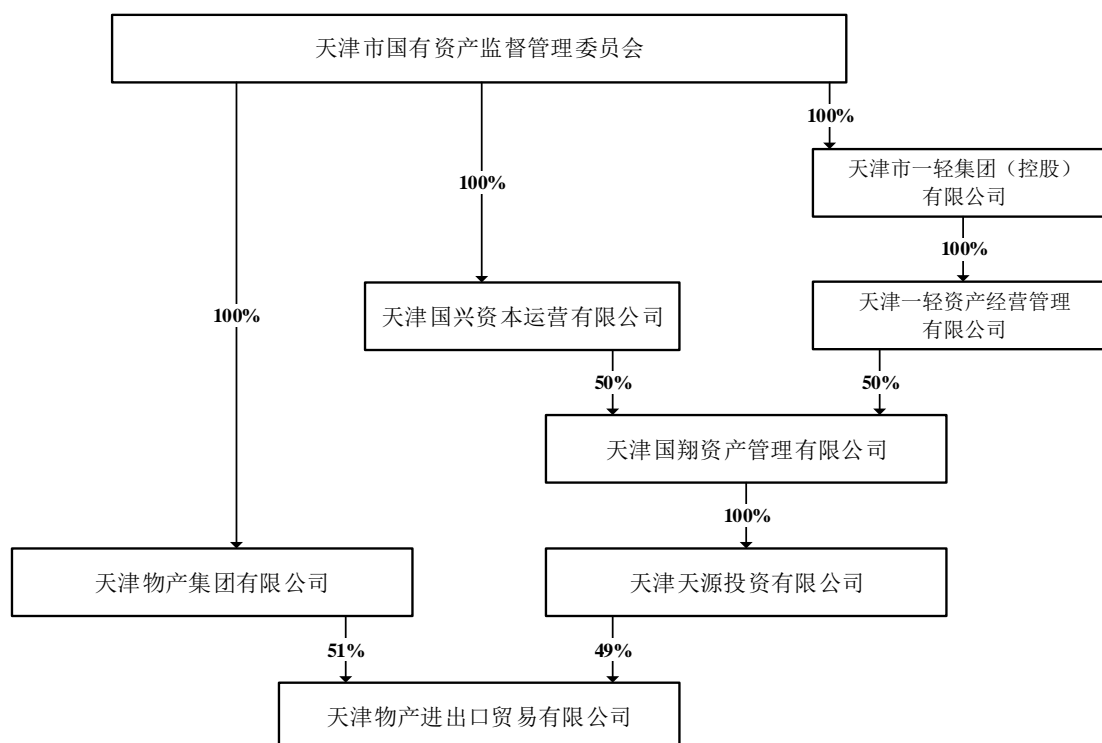 天津市国有资产监督管理委员会
100%
天津市一轻集团（控股）
有限公司
100%
100%
天津国兴资本运营有限公司
天津一轻资产经营管理
有限公司
100%
50%
50%
天津国翔资产管理有限公司
100%
天津物产集团有限公司
天津天源投资有限公司
51%
49%
天津物产进出口贸易有限公司